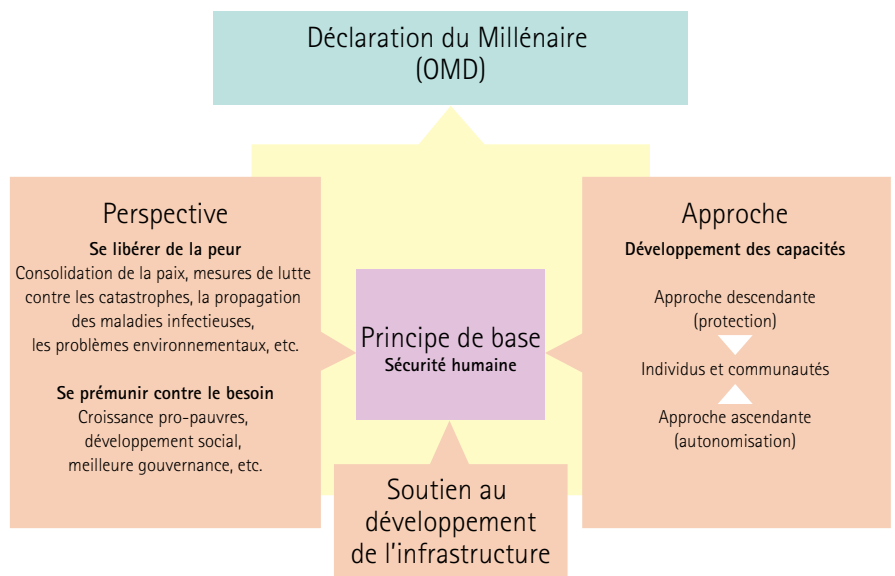 Déclaration du Millénaire
(OMD)
Perspective
Se libérer de la peur
Consolidation de la paix, mesures de lutte
contre les catastrophes, la propagation
des maladies infectieuses,
les problèmes environnementaux, etc.
Se prémunir contre le besoin
Croissance pro-pauvres,
développement social,
meilleure gouvernance, etc.
Principe de base
Sécurité humaine
Soutien au
développement
de l'infrastructure
Approche
Développement des capacités
Approche descendante
(protection)
Individus et communautés
Approche ascendante
(autonomisation)